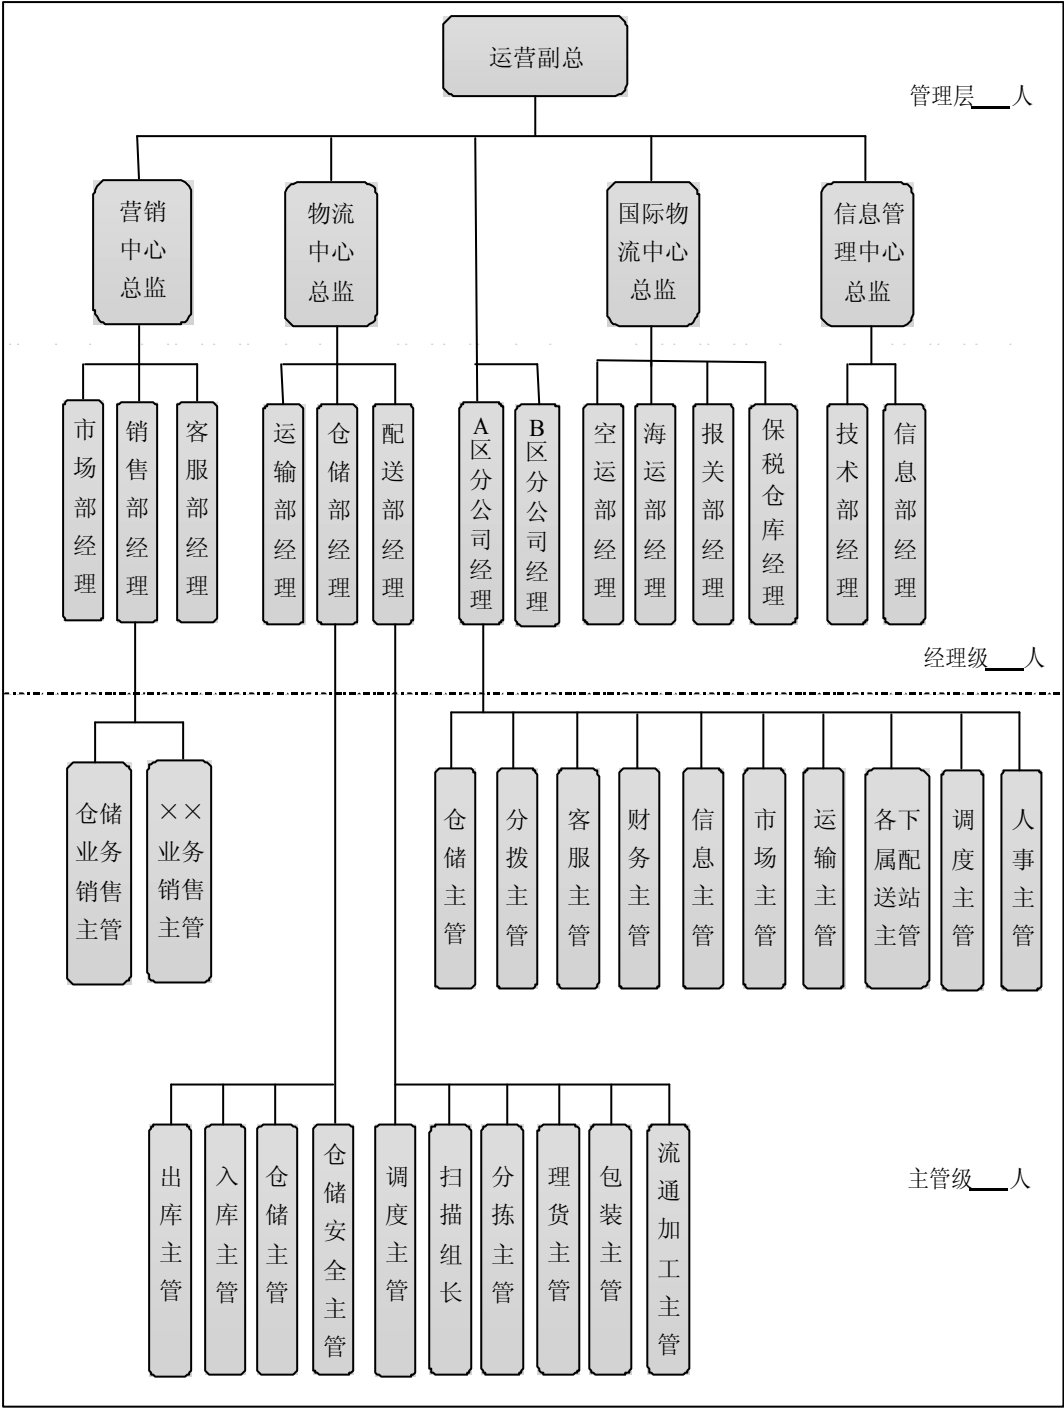 运营副总
管理层___人
营销
中心
总监
物流
中心
总监
国际物
流中心
总监
信息管
理中心
总监
市场部经理
销售部经理
客服部经理
运输部经理
仓储部经理
配送部经理
A区分公司经理
B区分公司经理
空运部经理
海运部经理
报关部经理
保税仓库经理
技术部经理
信息部经理
经理级___人
仓储
业务
销售
主管
××
业务
销售
主管
仓储主管
分拨主管
客服主管
财务主管
信息主管
市场主管
运输主管
各下
属配
送站
主管
调度主管
人事主管
出库主管
入库主管
仓储主管
仓储安全主管
调度主管
扫描组长
分拣主管
理货主管
包装主管
流通加工主管
主管级___人